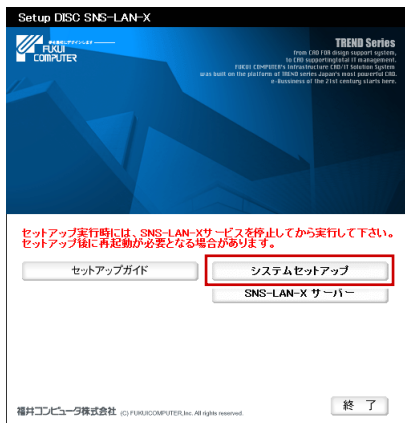 Setup DISC SNS-LAN-X
FUKUI
COMPUTER
TREND Series
from CAD FOR disign support system,
to CAD supportingtotal IT management.
FUKUI COMPUTER's Infrastructure CAD/IT Solution System
was built on the platform of TREND series Japan's most powerful CAD.
e-Bussiness of the 21st century starts here.
セットアップ実行時には、SNS-LAN-Xサービスを停止してから実行して下さい。
セットアップ後に再起動が必要となる場合があります。
セットアップガイド
システムセットアップ
SNS-LAN-X サーバー
福井コンピュータ株式会社 (C) FUKUICOMPUTER,Inc. All rights reserved.
終 了